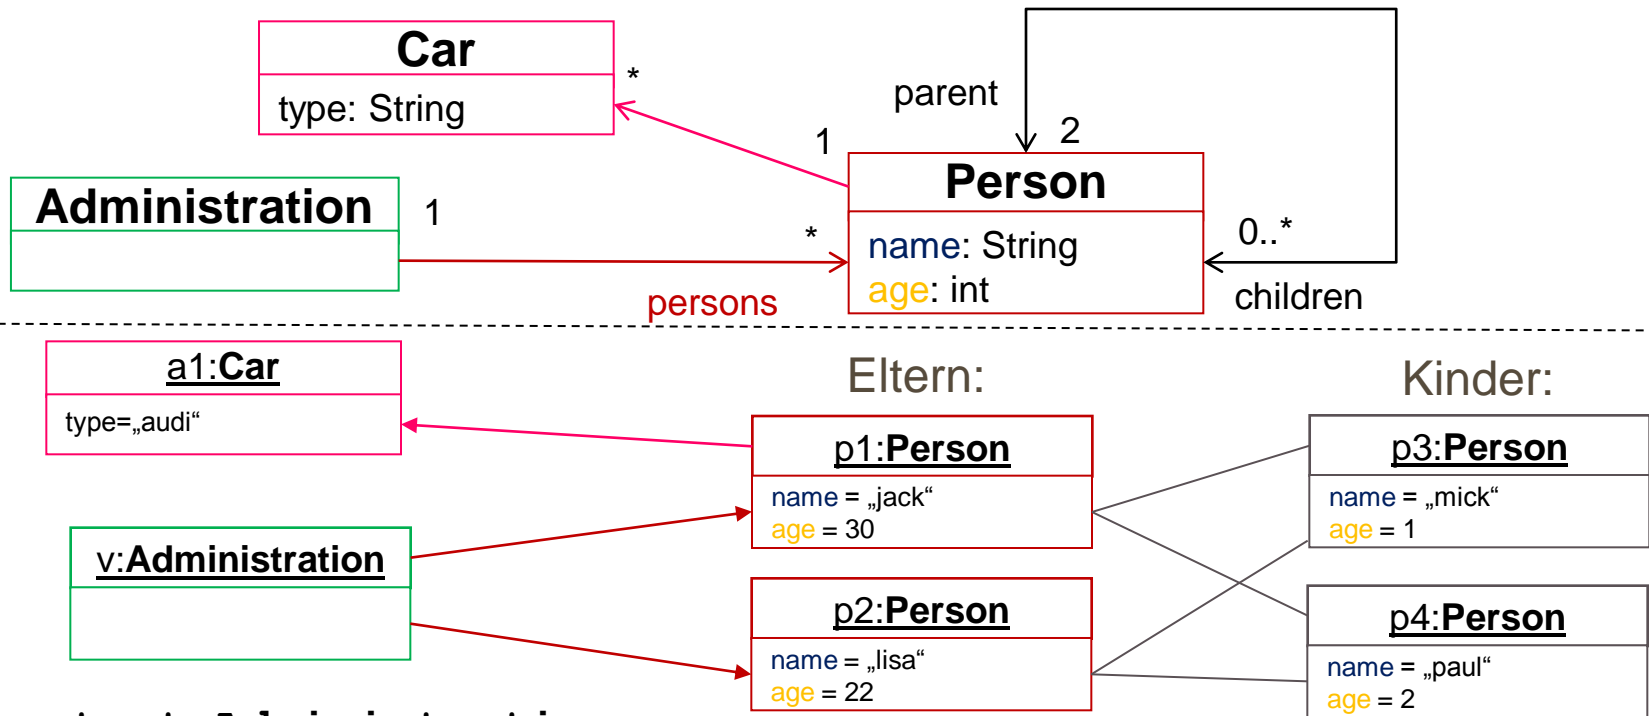 Car
*
type: String
parent
1
2
Person
Administration
1
*
name: String
0..*
age: int
persons
children
a1:Car
Eltern:
Kinder:
type=„audi“
p1:Person
p3:Person
name = „jack“
name = „mick“
age = 30
age = 1
v:Administration
p2:Person
p4:Person
name = „lisa“
name = „paul“
age = 22
age = 2